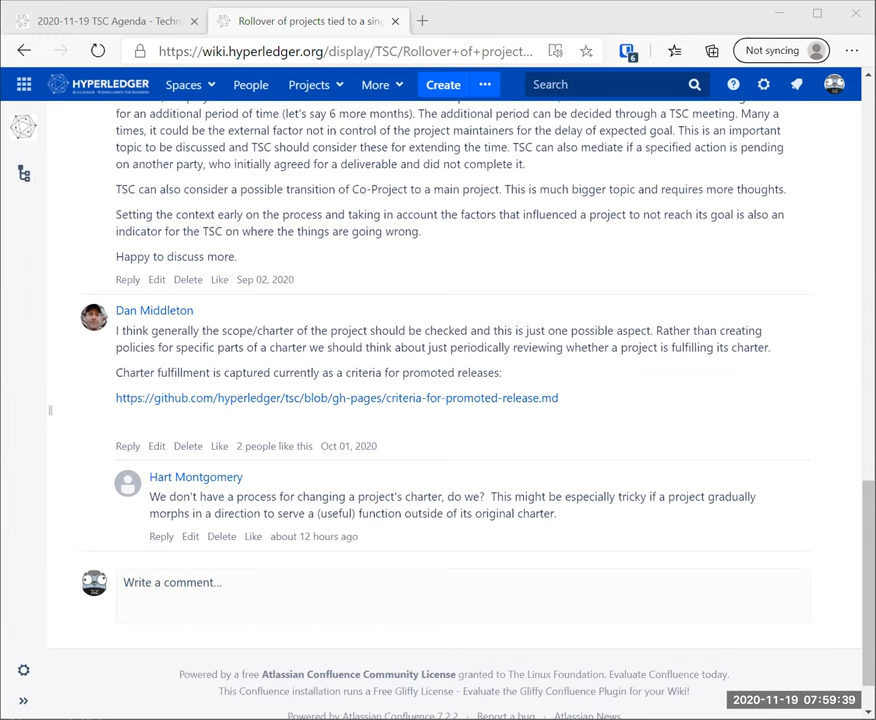 2020-11-19 TSC Agenda - Techn
Rollover of projects tied to a sin
https://wiki.hyperledger.org/display/TSC/Rollover+of+project...
6
Not syncing
HYPERLEDGER
Spaces
People
Projects
More
Create
Search
for an additional period of time (let's say 6 more months). The additional period can be decided through a TSC meeting. Many a
times, it could be the external factor not in control of the project maintainers for the delay of expected goal. This is an important
topic to be discussed and TSC should consider these for extending the time. TSC can also mediate if a specified action is pending
on another party, who initially agreed for a deliverable and did not complete it.
TSC can also consider a possible transition of Co-Project to a main project. This is much bigger topic and requires more thoughts.
Setting the context early on the process and taking in account the factors that influenced a project to not reach its goal is also an
indicator for the TSC on where the things are going wrong.
Happy to discuss more.
Reply Edit Delete Like Sep 02, 2020
Dan Middleton
I think generally the scope/charter of the project should be checked and this is just one possible aspect. Rather than creating
policies for specific parts of a charter we should think about just periodically reviewing whether a project is fulfilling its charter.
Charter fulfillment is captured currently as a criteria for promoted releases:
https://github.com/hyperledger/tsc/blob/gh-pages/criteria-for-promoted-release.md
Reply Edit Delete Like 2 people like this Oct 01, 2020
Hart Montgomery
We don't have a process for changing a project's charter, do we? This might be especially tricky if a project gradually
morphs in a direction to serve a (useful) function outside of its original charter.
Reply Edit Delete Like about 12 hours ago
Write a comment...
Powered by a free Atlassian Confluence Community License granted to The Linux Foundation. Evaluate Confluence today.
This Confluence installation runs a Free Gliffy License - Evaluate the Gliffy Confluence Plugin for your Wiki!
2020-11-19 07:59:39
Powered by Atlassian Confluence 7.2.2 Report a bug Atlassian News